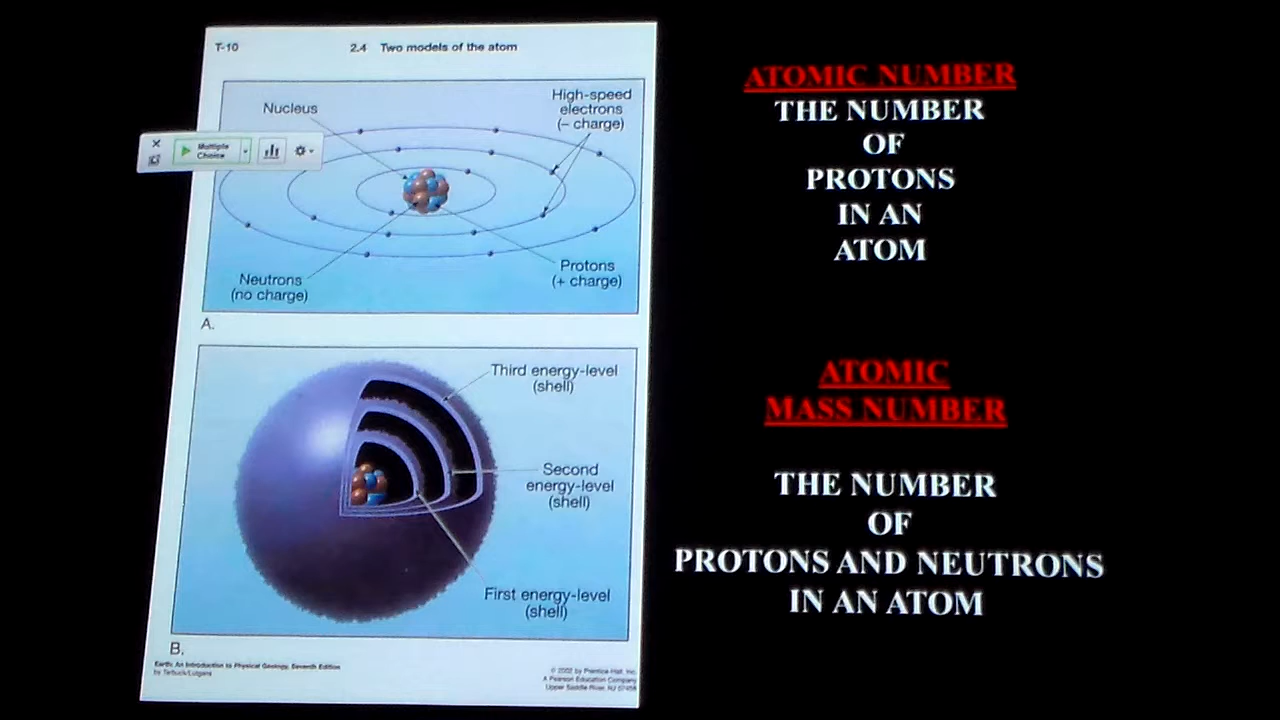 T-10 2.4 Two models of the atom
Nucleus
High-speed
electrons
(– charge)
Multiple
Choice
Neutrons
(no charge)
Protons
(+ charge)
A.
Third energy-level
(shell)
Second
energy-level
(shell)
First energy-level
(shell)
B.
Earth: An Introduction to Physical Geology, Seventh Edition
by Tarbuck/Lutgens
© 2002 by Prentice-Hall, Inc.
A Pearson Education Company
Upper Saddle River, NJ 07458
ATOMIC NUMBER
THE NUMBER
OF
PROTONS
IN AN
ATOM
ATOMIC
MASS NUMBER
THE NUMBER
OF
PROTONS AND NEUTRONS
IN AN ATOM